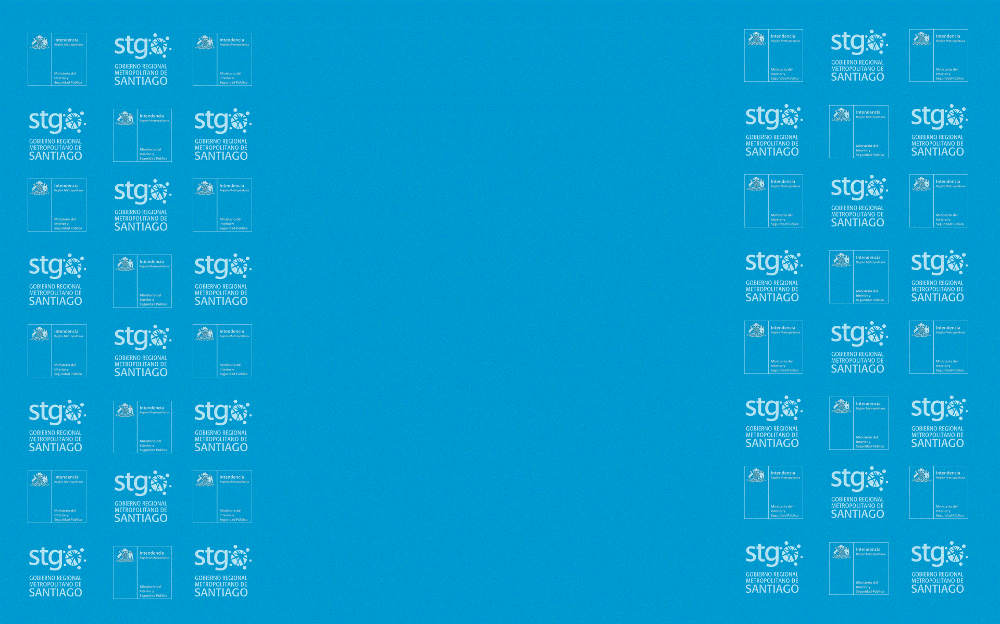 Intendencia
Región Metropolitana
Ministerio del
Interior y
Seguridad Pública
stgo
GOBIERNO REGIONAL
METROPOLITANO DE
SANTIAGO
Intendencia
Región Metropolitana
Ministerio del
Interior y
Seguridad Pública
Intendencia
Región Metropolitana
Ministerio del
Interior y
Seguridad Pública
stgo
GOBIERNO REGIONAL
METROPOLITANO DE
SANTIAGO
Intendencia
Región Metropolitana
Ministerio del
Interior y
Seguridad Pública
stgo
GOBIERNO REGIONAL
METROPOLITANO DE
SANTIAGO
Intendencia
Región Metropolitana
Ministerio del
Interior y
Seguridad Pública
stgo
GOBIERNO REGIONAL
METROPOLITANO DE
SANTIAGO
stgo
GOBIERNO REGIONAL
METROPOLITANO DE
SANTIAGO
Intendencia
Región Metropolitana
Ministerio del
Interior y
Seguridad Pública
stgo
GOBIERNO REGIONAL
METROPOLITANO DE
SANTIAGO
Intendencia
Región Metropolitana
Ministerio del
Interior y
Seguridad Pública
stgo
GOBIERNO REGIONAL
METROPOLITANO DE
SANTIAGO
Intendencia
Región Metropolitana
Ministerio del
Interior y
Seguridad Pública
Intendencia
Región Metropolitana
Ministerio del
Interior y
Seguridad Pública
stgo
GOBIERNO REGIONAL
METROPOLITANO DE
SANTIAGO
Intendencia
Región Metropolitana
Ministerio del
Interior y
Seguridad Pública
stgo
GOBIERNO REGIONAL
METROPOLITANO DE
SANTIAGO
Intendencia
Región Metropolitana
Ministerio del
Interior y
Seguridad Pública
stgo
GOBIERNO REGIONAL
METROPOLITANO DE
SANTIAGO
stgo
GOBIERNO REGIONAL
METROPOLITANO DE
SANTIAGO
Intendencia
Región Metropolitana
Ministerio del
Interior y
Seguridad Pública
stgo
GOBIERNO REGIONAL
METROPOLITANO DE
SANTIAGO
Intendencia
Región Metropolitana
Ministerio del
Interior y
Seguridad Pública
stgo
GOBIERNO REGIONAL
METROPOLITANO DE
SANTIAGO
Intendencia
Región Metropolitana
Ministerio del
Interior y
Seguridad Pública
Intendencia
Región Metropolitana
Ministerio del
Interior y
Seguridad Pública
stgo
GOBIERNO REGIONAL
METROPOLITANO DE
SANTIAGO
Intendencia
Región Metropolitana
Ministerio del
Interior y
Seguridad Pública
stgo
GOBIERNO REGIONAL
METROPOLITANO DE
SANTIAGO
Intendencia
Región Metropolitana
Ministerio del
Interior y
Seguridad Pública
stgo
GOBIERNO REGIONAL
METROPOLITANO DE
SANTIAGO
stgo
GOBIERNO REGIONAL
METROPOLITANO DE
SANTIAGO
Intendencia
Región Metropolitana
Ministerio del
Interior y
Seguridad Pública
stgo
GOBIERNO REGIONAL
METROPOLITANO DE
SANTIAGO
Intendencia
Región Metropolitana
Ministerio del
Interior y
Seguridad Pública
stgo
GOBIERNO REGIONAL
METROPOLITANO DE
SANTIAGO
Intendencia
Región Metropolitana
Ministerio del
Interior y
Seguridad Pública
Intendencia
Región Metropolitana
Ministerio del
Interior y
Seguridad Pública
stgo
GOBIERNO REGIONAL
METROPOLITANO DE
SANTIAGO
Intendencia
Región Metropolitana
Ministerio del
Interior y
Seguridad Pública
stgo
GOBIERNO REGIONAL
METROPOLITANO DE
SANTIAGO
Intendencia
Región Metropolitana
Ministerio del
Interior y
Seguridad Pública
stgo
GOBIERNO REGIONAL
METROPOLITANO DE
SANTIAGO
stgo
GOBIERNO REGIONAL
METROPOLITANO DE
SANTIAGO
Intendencia
Región Metropolitana
Ministerio del
Interior y
Seguridad Pública
stgo
GOBIERNO REGIONAL
METROPOLITANO DE
SANTIAGO